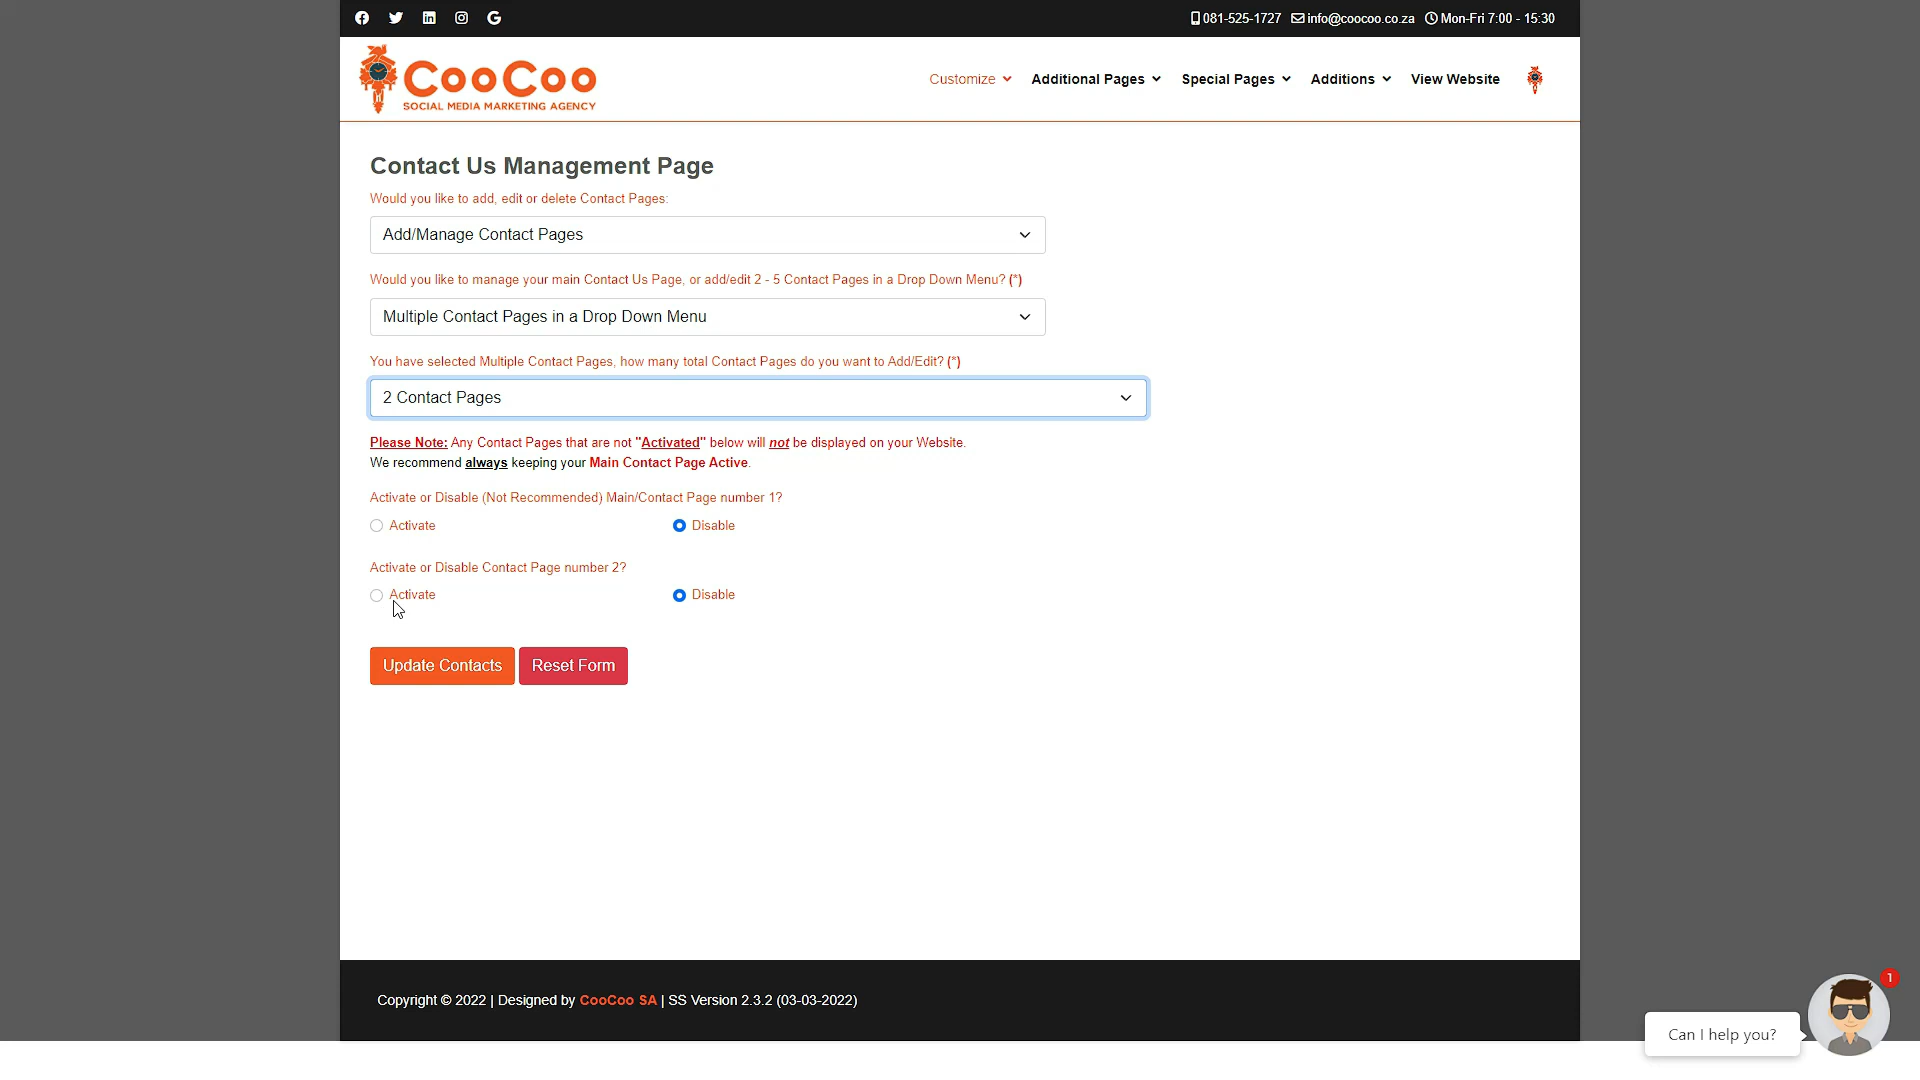 081-525-1727 info@coocoo.co.za Mon-Fri 7:00 - 15:30
CooCoo
SOCIAL MEDIA MARKETING AGENCY
Customize Additional Pages Special Pages Additions View Website
Contact Us Management Page
Would you like to add, edit or delete Contact Pages:
Add/Manage Contact Pages
Would you like to manage your main Contact Us Page, or add/edit 2 - 5 Contact Pages in a Drop Down Menu? (*)
Multiple Contact Pages in a Drop Down Menu
You have selected Multiple Contact Pages, how many total Contact Pages do you want to Add/Edit? (*)
2 Contact Pages
Please Note: Any Contact Pages that are not "Activated" below will not be displayed on your Website.
We recommend always keeping your Main Contact Page Active.
Activate or Disable (Not Recommended) Main/Contact Page number 1?
Activate Disable
Activate or Disable Contact Page number 2?
Activate Disable
Update Contacts Reset Form
Copyright © 2022 | Designed by CooCoo SA | SS Version 2.3.2 (03-03-2022)
1
Can I help you?